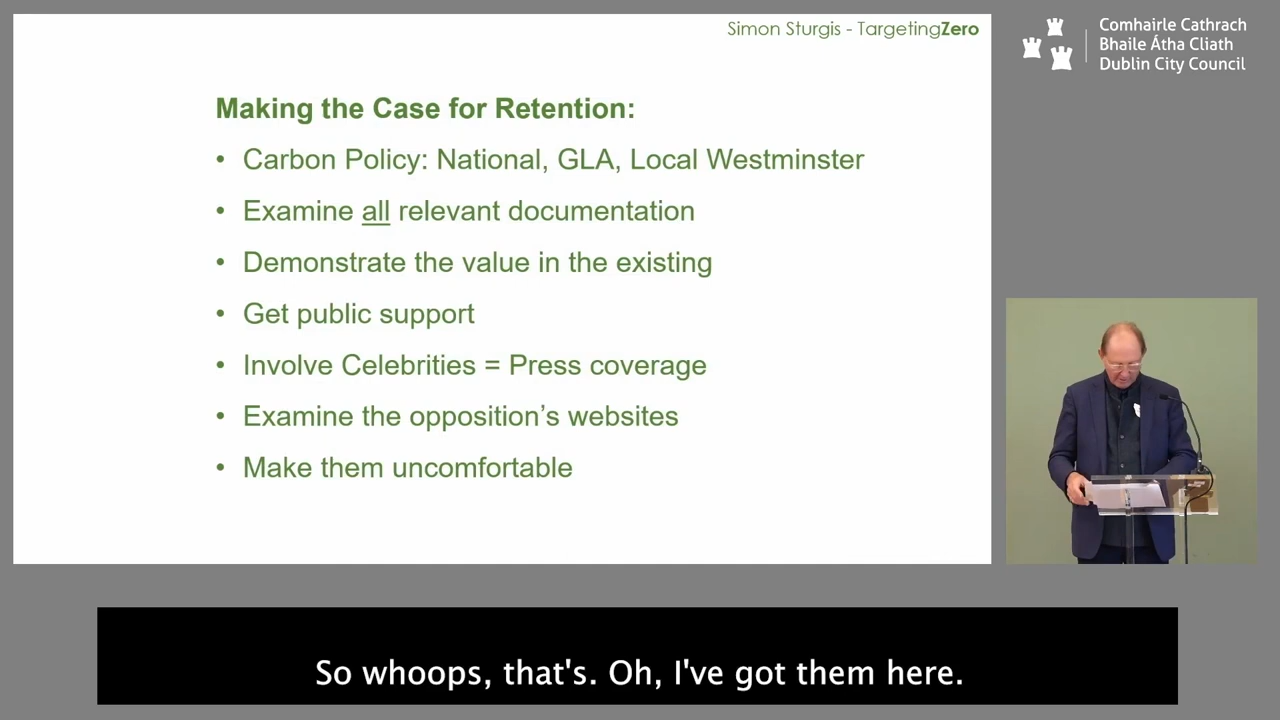 Simon Sturgis - TargetingZero
Comhairle Cathrach
Bhaile Átha Cliath
Dublin City Council
Making the Case for Retention:
• Carbon Policy: National, GLA, Local Westminster
• Examine all relevant documentation
• Demonstrate the value in the existing
• Get public support
• Involve Celebrities = Press coverage
• Examine the opposition’s websites
• Make them uncomfortable
So whoops, that's. Oh, I've got them here.